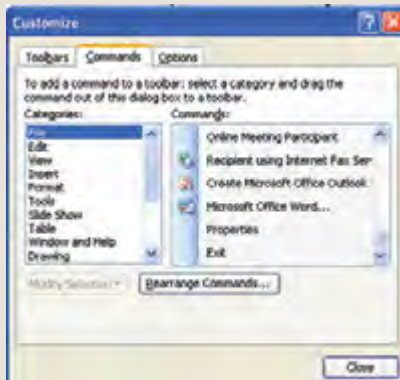 Customize
Toolbars Commands Options
To add a command to a toolbar: select a category and drag the
command out of this dialog box to a toolbar.
Categories: Commands:
File
Edit
View
Insert
Format
Tools
Slide Show
Table
Window and Help
Drawing
Online Meeting Participant
Recipient using Internet Fax Ser
Create Microsoft Office Outlook
Microsoft Office Word...
Properties
Exit
Modify Selection
Rearrange Commands...
Close